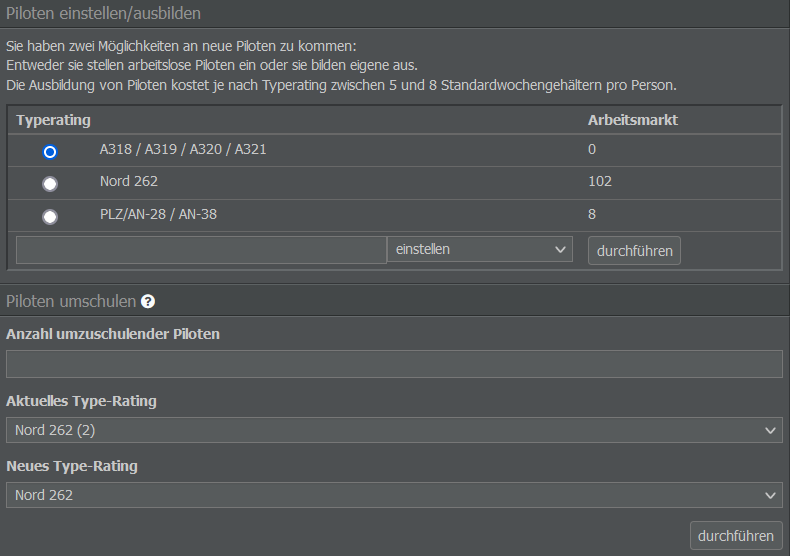 Piloten einstellen/ausbilden
Sie haben zwei Möglichkeiten an neue Piloten zu kommen:
Entweder sie stellen arbeitslose Piloten ein oder sie bilden eigene aus.
Die Ausbildung von Piloten kostet je nach Typerating zwischen 5 und 8 Standardwochengehältern pro Person.
Typerating Arbeitsmarkt
A318 / A319 / A320 / A321 0
Nord 262 102
PLZ/AN-28 / AN-38 8
einstellen durchführen
Piloten umschulen ?
Anzahl umzuschulender Piloten
Aktuelles Type-Rating
Nord 262 (2)
Neues Type-Rating
Nord 262
durchführen